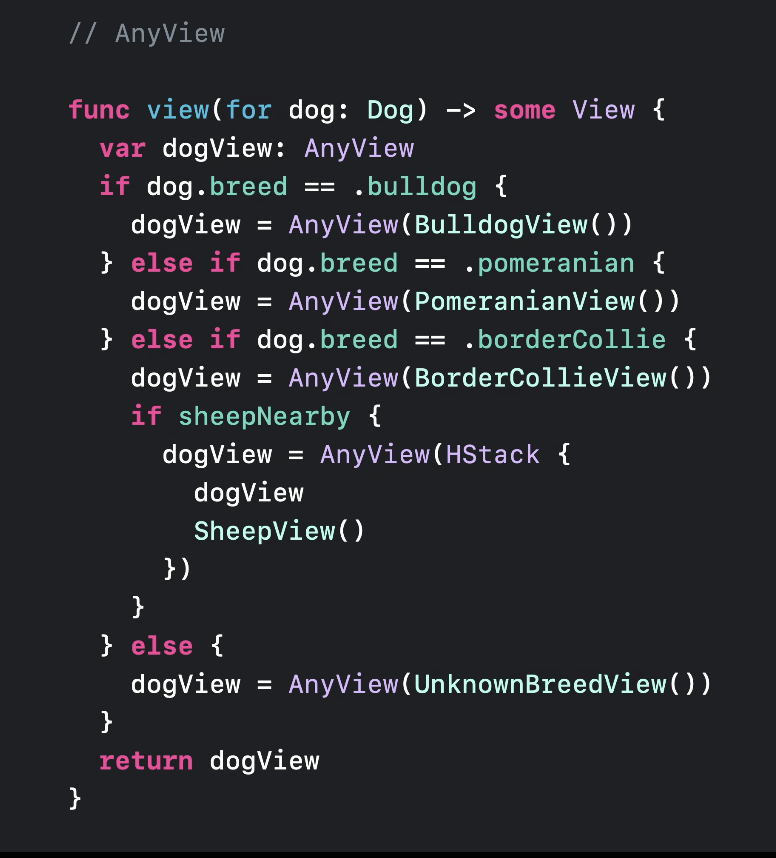 // AnyView
func view(for dog: Dog) -> some View {
  var dogView: AnyView
  if dog.breed == .bulldog {
    dogView = AnyView(BulldogView())
  } else if dog.breed == .pomeranian {
    dogView = AnyView(PomeranianView())
  } else if dog.breed == .borderCollie {
    dogView = AnyView(BorderCollieView())
    if sheepNearby {
      dogView = AnyView(HStack {
        dogView
        SheepView()
      })
    }
  } else {
    dogView = AnyView(UnknownBreedView())
  }
  return dogView
}